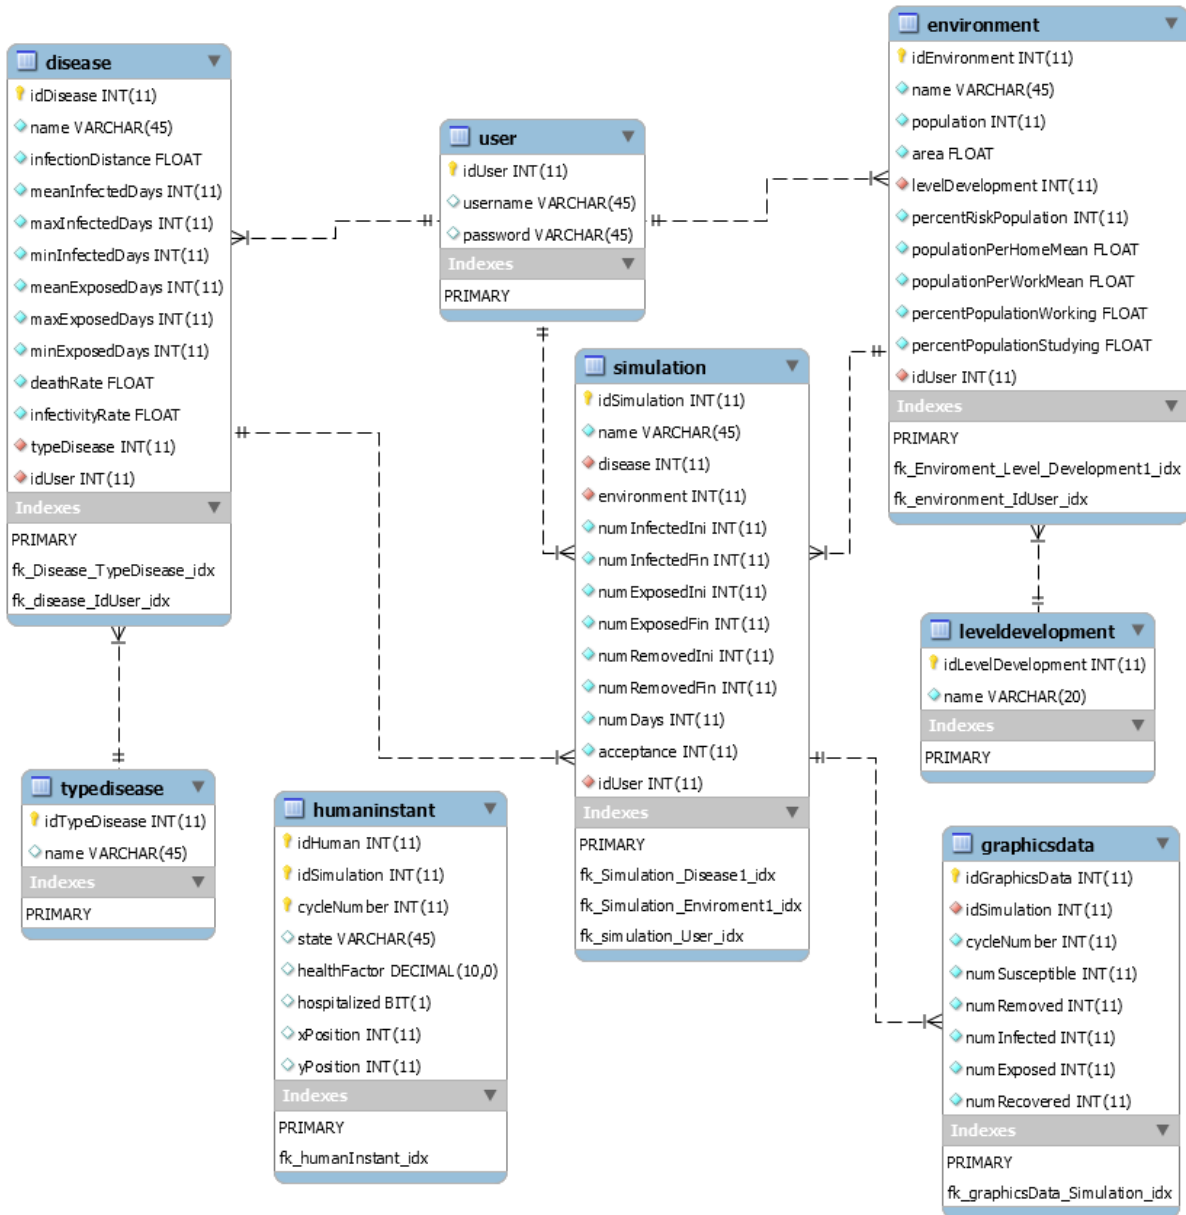 disease
idDisease INT(11)
name VARCHAR(45)
infectionDistance FLOAT
meanInfectedDays INT(11)
maxInfectedDays INT(11)
minInfectedDays INT(11)
meanExposedDays INT(11)
maxExposedDays INT(11)
minExposedDays INT(11)
deathRate FLOAT
infectivityRate FLOAT
typeDisease INT(11)
idUser INT(11)
Indexes
PRIMARY
fk_Disease_TypeDisease_idx
fk_disease_IdUser_idx
user
idUser INT(11)
username VARCHAR(45)
password VARCHAR(45)
Indexes
PRIMARY
environment
idEnvironment INT(11)
name VARCHAR(45)
population INT(11)
area FLOAT
levelDevelopment INT(11)
percentRiskPopulation INT(11)
populationPerHomeMean FLOAT
populationPerWorkMean FLOAT
percentPopulationWorking FLOAT
percentPopulationStudying FLOAT
idUser INT(11)
Indexes
PRIMARY
fk_Enviroment_Level_Development1_idx
fk_environment_IdUser_idx
simulation
idSimulation INT(11)
name VARCHAR(45)
disease INT(11)
environment INT(11)
numInfectedIni INT(11)
numInfectedFin INT(11)
numExposedIni INT(11)
numExposedFin INT(11)
numRemovedIni INT(11)
numRemovedFin INT(11)
numDays INT(11)
acceptance INT(11)
idUser INT(11)
Indexes
PRIMARY
fk_Simulation_Disease1_idx
fk_Simulation_Enviroment1_idx
fk_simulation_User_idx
leveldevelopment
idLevelDevelopment INT(11)
name VARCHAR(20)
Indexes
PRIMARY
typedisease
idTypeDisease INT(11)
name VARCHAR(45)
Indexes
PRIMARY
humaninstant
idHuman INT(11)
idSimulation INT(11)
cycleNumber INT(11)
state VARCHAR(45)
healthFactor DECIMAL(10,0)
hospitalized BIT(1)
xPosition INT(11)
yPosition INT(11)
Indexes
PRIMARY
fk_humanInstant_idx
graphicsdata
idGraphicsData INT(11)
idSimulation INT(11)
cycleNumber INT(11)
numSusceptible INT(11)
numRemoved INT(11)
numInfected INT(11)
numExposed INT(11)
numRecovered INT(11)
Indexes
PRIMARY
fk_graphicsData_Simulation_idx